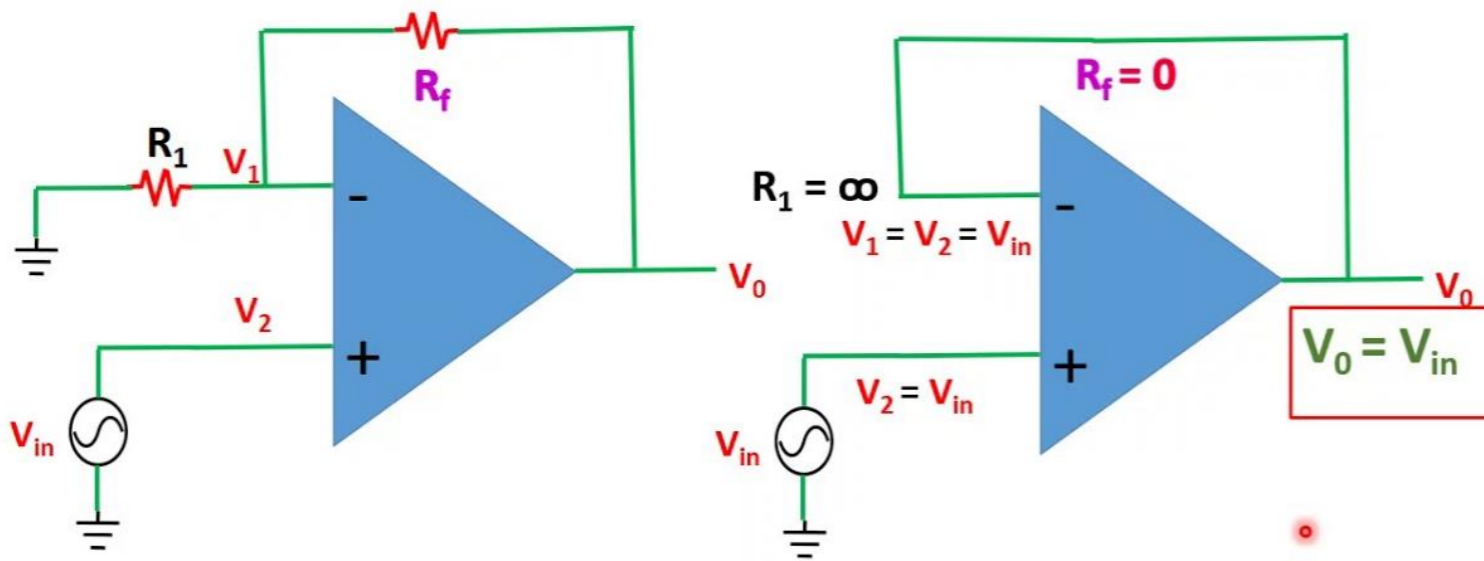 Rf
R1
V1
-
V0
V2
+
Vin
Rf = 0
R1 = ∞
-
V1 = V2 = Vin
V0
V0 = Vin
+
V2 = Vin
Vin